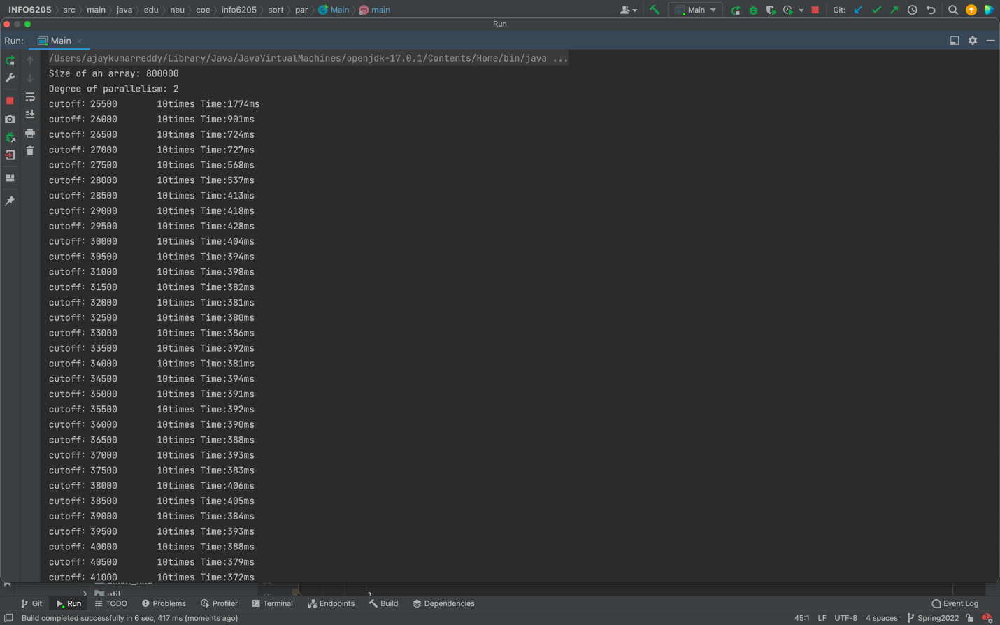 INFO6205 src main java edu neu coe info6205 sort par Main main
Main
Git:
Run
Run: Main
/Users/ajaykumarreddy/Library/Java/JavaVirtualMachines/openjdk-17.0.1/Contents/Home/bin/java ...
Size of an array: 800000
Degree of parallelism: 2
cutoff: 25500 10times Time:1774ms
cutoff: 26000 10times Time:901ms
cutoff: 26500 10times Time:724ms
cutoff: 27000 10times Time:727ms
cutoff: 27500 10times Time:568ms
cutoff: 28000 10times Time:537ms
cutoff: 28500 10times Time:413ms
cutoff: 29000 10times Time:418ms
cutoff: 29500 10times Time:428ms
cutoff: 30000 10times Time:404ms
cutoff: 30500 10times Time:394ms
cutoff: 31000 10times Time:398ms
cutoff: 31500 10times Time:382ms
cutoff: 32000 10times Time:381ms
cutoff: 32500 10times Time:380ms
cutoff: 33000 10times Time:386ms
cutoff: 33500 10times Time:392ms
cutoff: 34000 10times Time:381ms
cutoff: 34500 10times Time:394ms
cutoff: 35000 10times Time:391ms
cutoff: 35500 10times Time:392ms
cutoff: 36000 10times Time:390ms
cutoff: 36500 10times Time:388ms
cutoff: 37000 10times Time:393ms
cutoff: 37500 10times Time:383ms
cutoff: 38000 10times Time:406ms
cutoff: 38500 10times Time:405ms
cutoff: 39000 10times Time:384ms
cutoff: 39500 10times Time:393ms
cutoff: 40000 10times Time:388ms
cutoff: 40500 10times Time:379ms
cutoff: 41000 10times Time:372ms
util
Git Run TODO Problems Profiler Terminal Endpoints Build Dependencies Event Log
Build completed successfully in 6 sec, 417 ms (moments ago) 45:1 LF UTF-8 4 spaces Spring2022